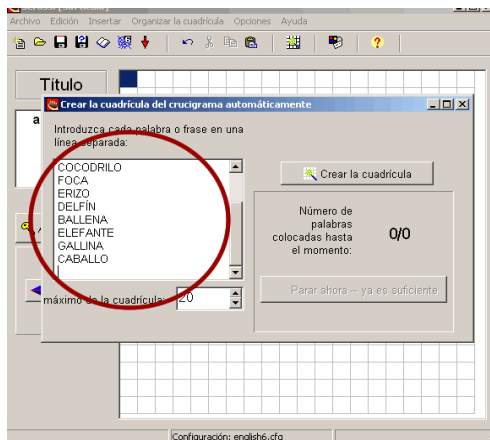 Archivo Edición Insertar Organizar la cuadrícula Opciones Ayuda
Título
Crear la cuadrícula del crucigrama automáticamente
Introduzca cada palabra o frase en una
línea separada:
COCODRILO
FOCA
ERIZO
DELFÍN
BALLENA
ELEFANTE
GALLINA
CABALLO
máximo de la cuadrícula: 20
Crear la cuadrícula
Número de
palabras
colocadas hasta
el momento:
0/0
Parar ahora – ya es suficiente
Configuración: english6.cfg